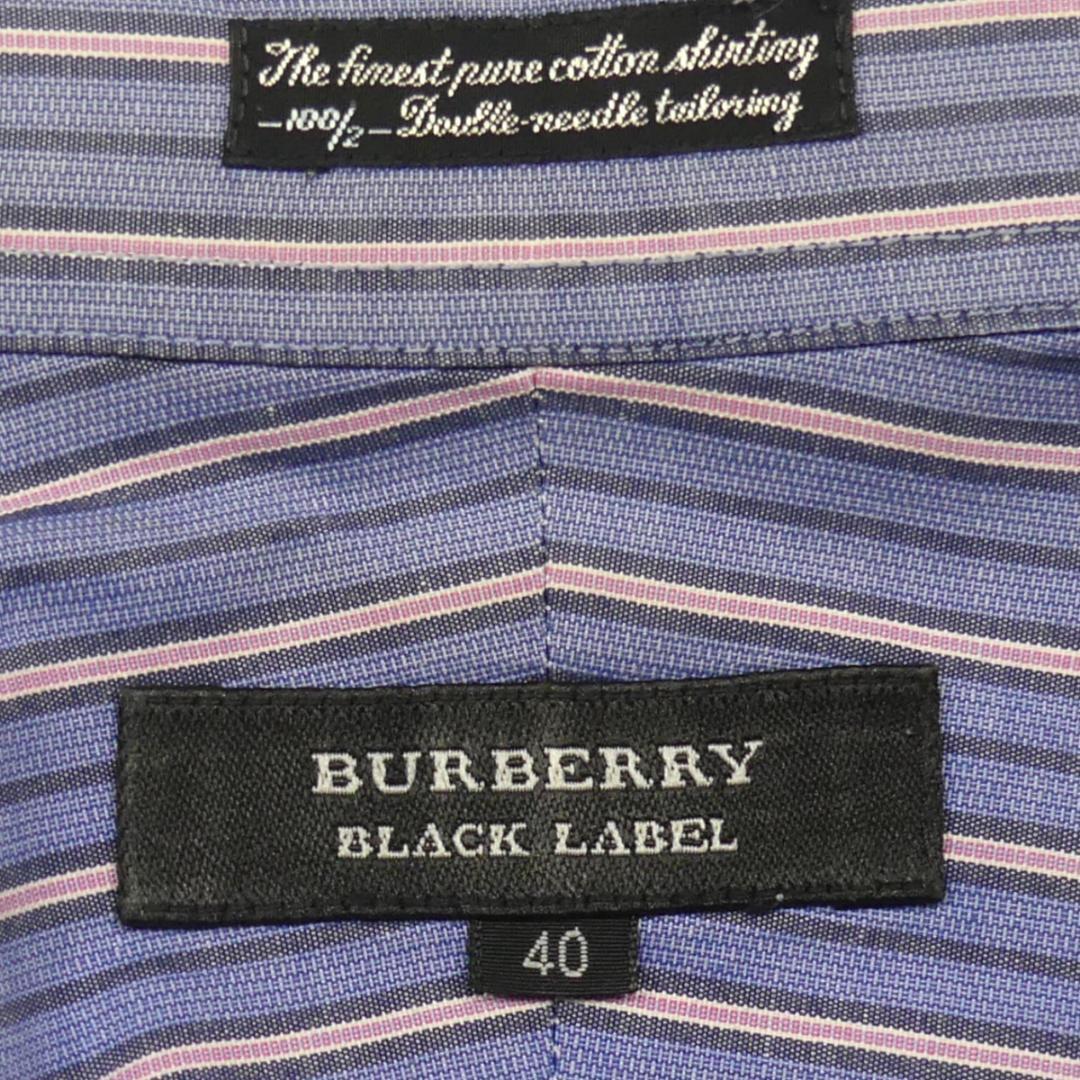 The finest pure cotton shirting
-100/2- Double-needle tailoring
BURBERRY
BLACK LABEL
40